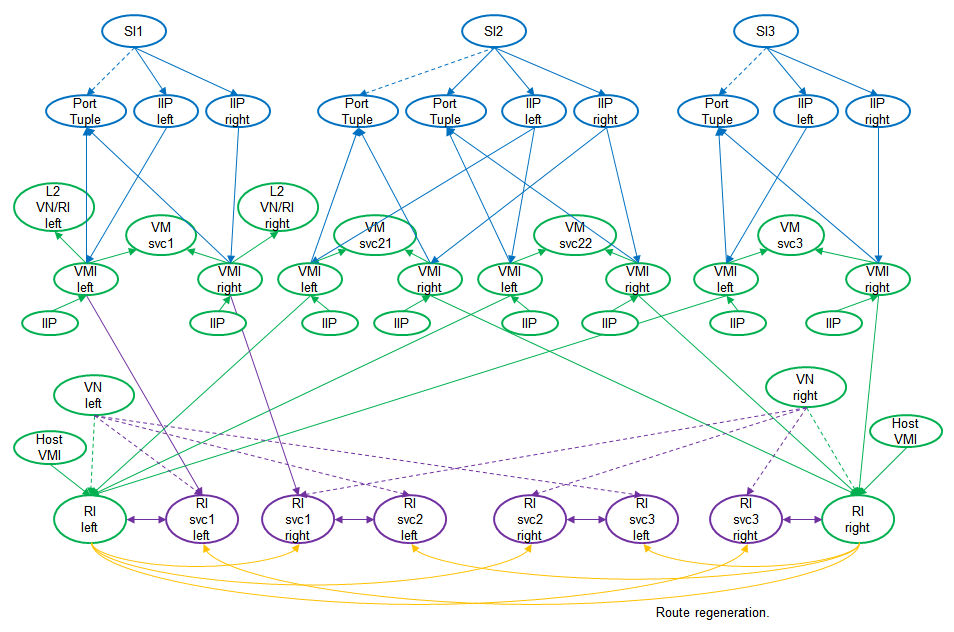 SI1
SI2
SI3
Port
Tuple
IIP
left
IIP
right
Port
Tuple
Port
Tuple
IIP
left
IIP
right
Port
Tuple
IIP
left
IIP
right
L2
VN/RI
left
VM
svc1
L2
VN/RI
right
VM
svc21
VM
svc22
VM
svc3
VMI
left
VMI
right
VMI
left
VMI
right
VMI
left
VMI
right
VMI
left
VMI
right
IIP
IIP
IIP
IIP
IIP
IIP
IIP
IIP
VN
left
VN
right
Host
VMI
Host
VMI
RI
left
RI
svc1
left
RI
svc1
right
RI
svc2
left
RI
svc2
right
RI
svc3
left
RI
svc3
right
RI
right
Route regeneration.